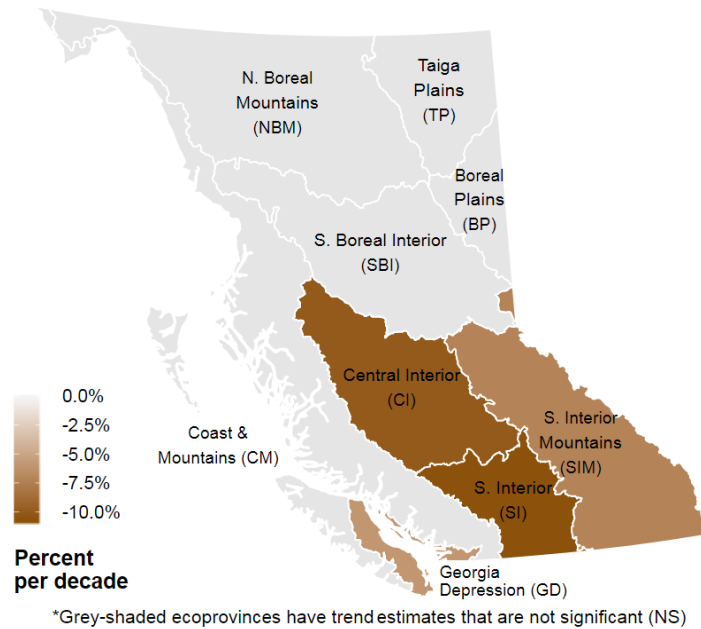 N. Boreal
Mountains
(NBM)
Taiga
Plains
(TP)
Boreal
Plains
(BP)
S. Boreal Interior
(SBI)
Central Interior
(CI)
S. Interior
Mountains
(SIM)
Coast &
Mountains (CM)
S. Interior
(SI)
Georgia
Depression (GD)
0.0%
-2.5%
-5.0%
-7.5%
-10.0%
Percent
per decade
*Grey-shaded ecoprovinces have trend estimates that are not significant (NS)